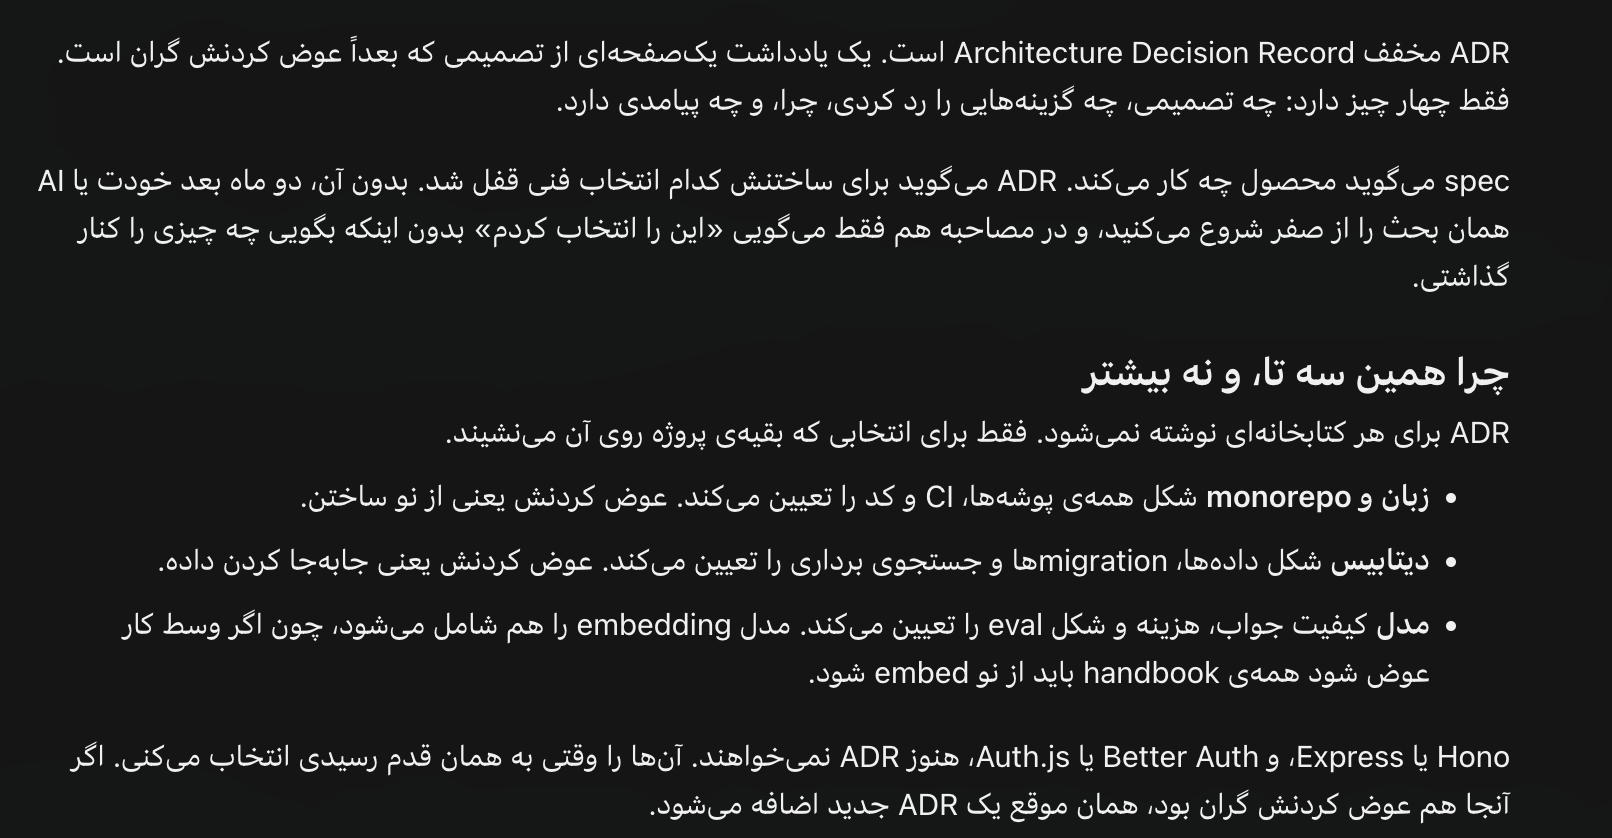 ADR مخفف Architecture Decision Record است. یک یادداشت یک‌صفحه‌ای از تصمیمی که بعداً عوض کردنش گران است.
فقط چهار چیز دارد: چه تصمیمی، چه گزینه‌هایی را رد کردی، چرا، و چه پیامدی دارد.
spec می‌گوید محصول چه کار می‌کند. ADR می‌گوید برای ساختنش کدام انتخاب فنی قفل شد. بدون آن، دو ماه بعد خودت یا AI
همان بحث را از صفر شروع می‌کنید، و در مصاحبه هم فقط می‌گویی «این را انتخاب کردم» بدون اینکه بگویی چه چیزی را کنار
گذاشتی.
چرا همین سه تا، و نه بیشتر
ADR برای هر کتابخانه‌ای نوشته نمی‌شود. فقط برای انتخابی که بقیه‌ی پروژه روی آن می‌نشیند.
• زبان و monorepo شکل همه‌ی پوشه‌ها، CI و کد را تعیین می‌کند. عوض کردنش یعنی از نو ساختن.
• دیتابیس شکل داده‌ها، migrationها و جستجوی برداری را تعیین می‌کند. عوض کردنش یعنی جابه‌جا کردن داده.
• مدل کیفیت جواب، هزینه و شکل eval را تعیین می‌کند. مدل embedding را هم شامل می‌شود، چون اگر وسط کار
عوض شود همه‌ی handbook باید از نو embed شود.
Hono یا Express، و Better Auth یا Auth.js، هنوز ADR نمی‌خواهند. آن‌ها را وقتی به همان قدم رسیدی انتخاب می‌کنی. اگر
آنجا هم عوض کردنش گران بود، همان موقع یک ADR جدید اضافه می‌شود.